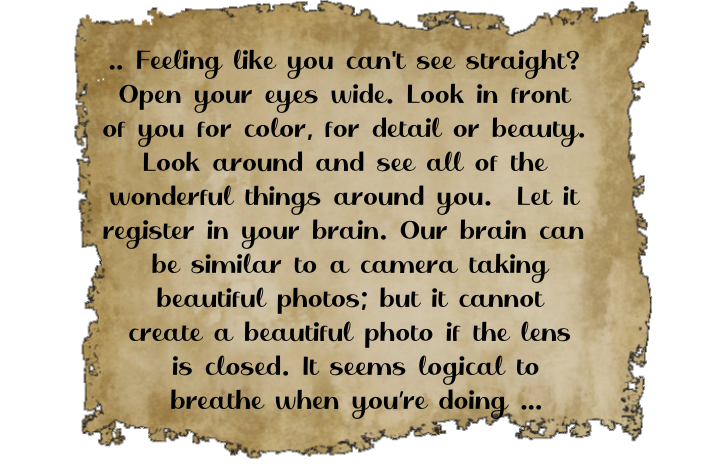 .. Feeling like you can't see straight?
Open your eyes wide. Look in front
of you for color, for detail or beauty.
Look around and see all of the
wonderful things around you.  Let it
register in your brain. Our brain can
be similar to a camera taking
beautiful photos; but it cannot
create a beautiful photo if the lens
is closed. It seems logical to
breathe when you're doing ...